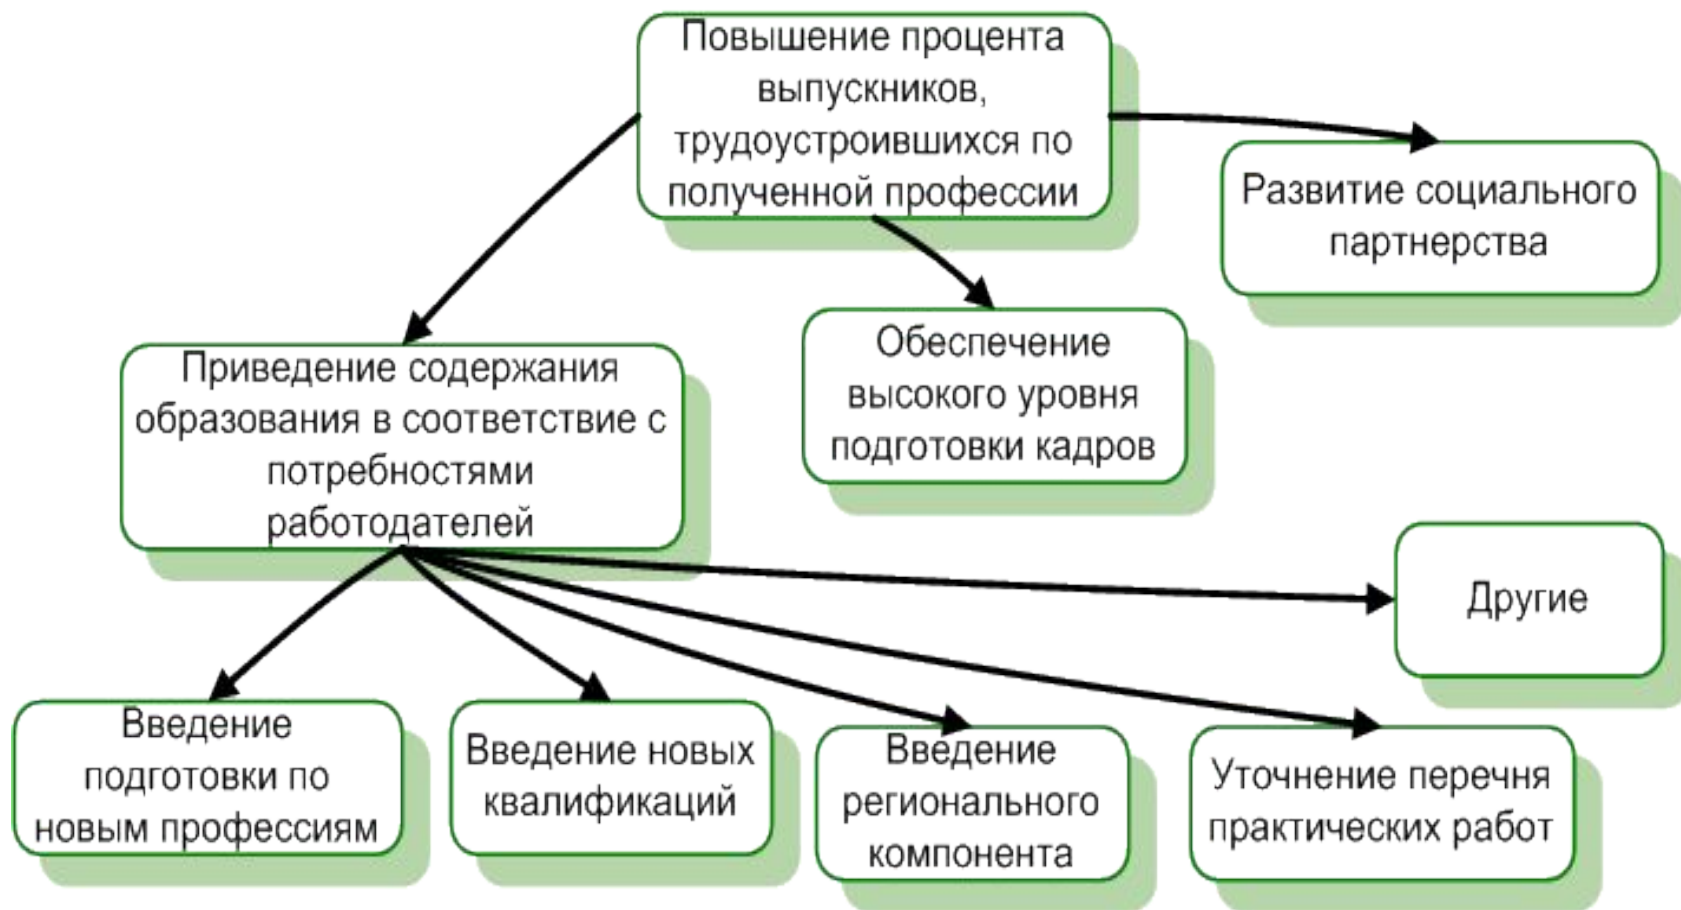 Повышение процента
выпускников,
трудоустроившихся по
полученной профессии
Развитие социального
партнерства
Обеспечение
высокого уровня
подготовки кадров
Приведение содержания
образования в соответствие с
потребностями
работодателей
Другие
Введение
подготовки по
новым профессиям
Введение новых
квалификаций
Введение
регионального
компонента
Уточнение перечня
практических работ